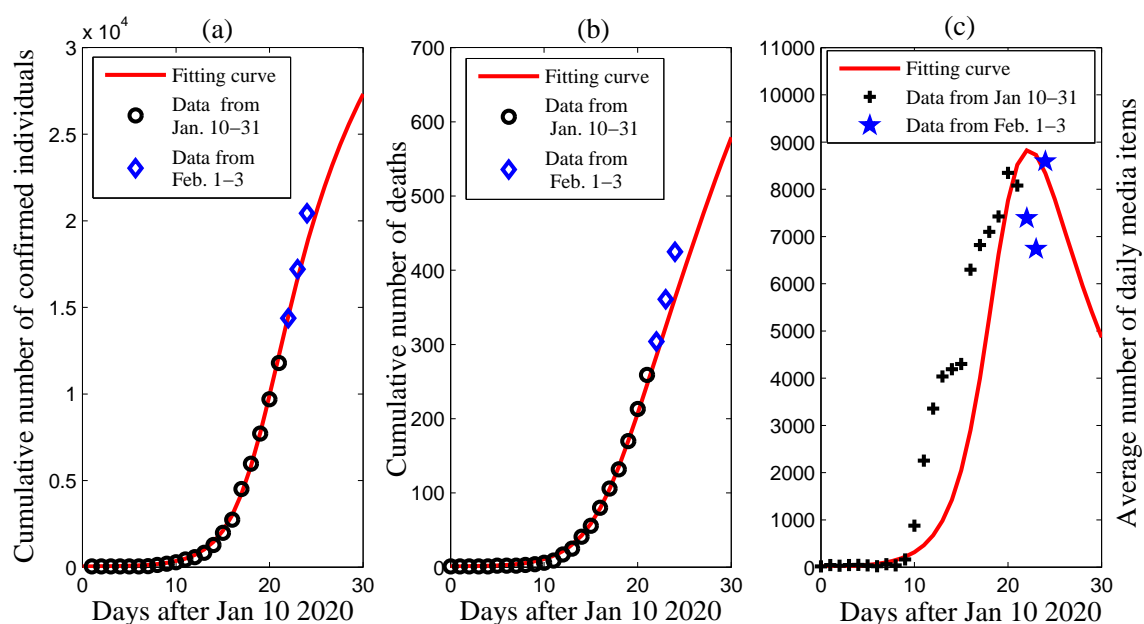 (a)
x 10^4
3
2.5
2
1.5
1
0.5
0
0
10
20
30
Cumulative number of confirmed individuals
Days after Jan 10 2020
Fitting curve
Data from
Jan. 10−31
Data from
Feb. 1−3
(b)
700
600
500
400
300
200
100
0
0
10
20
30
Cumulative number of deaths
Days after Jan 10 2020
Fitting curve
Data from
Jan. 10−31
Data from
Feb. 1−3
(c)
11000
10000
9000
8000
7000
6000
5000
4000
3000
2000
1000
0
0
10
20
30
Average number of daily media items
Days after Jan 10 2020
Fitting curve
Data from Jan 10−31
Data from Feb. 1−3